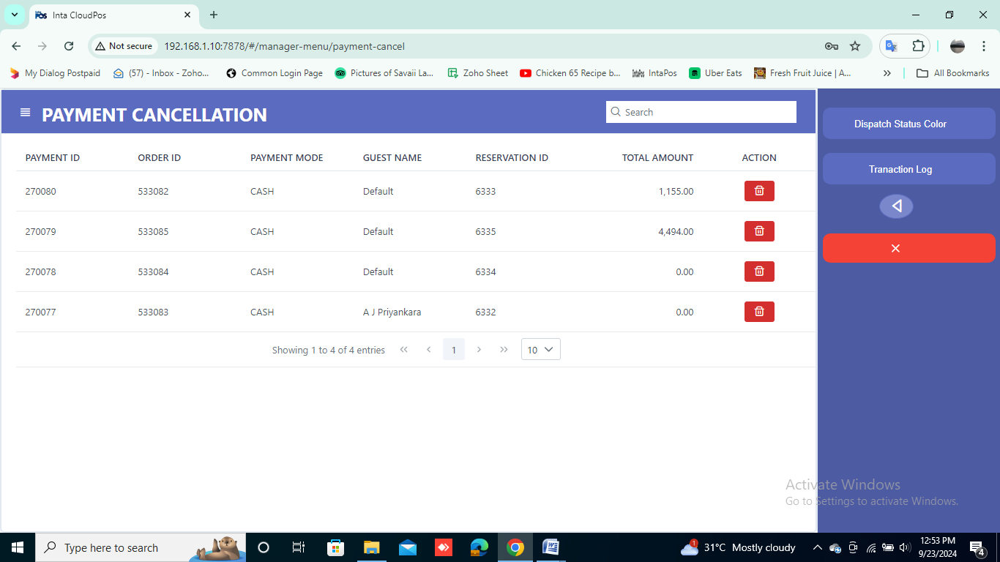 Inta CloudPos
Not secure 192.168.1.10:7878/#/manager-menu/payment-cancel
My Dialog Postpaid (57) - Inbox - Zoho... Common Login Page Pictures of Savaii La... Zoho Sheet Chicken 65 Recipe b... IntaPos Uber Eats Fresh Fruit Juice | A... All Bookmarks
PAYMENT CANCELLATION
Search
PAYMENT ID ORDER ID PAYMENT MODE GUEST NAME RESERVATION ID TOTAL AMOUNT ACTION
270080 533082 CASH Default 6333 1,155.00
270079 533085 CASH Default 6335 4,494.00
270078 533084 CASH Default 6334 0.00
270077 533083 CASH A J Priyankara 6332 0.00
Showing 1 to 4 of 4 entries « ‹ 1 › » 10
Dispatch Status Color
Tranaction Log
Activate Windows
Go to Settings to activate Windows.
Type here to search
1
31°C Mostly cloudy
12:53 PM
9/23/2024
4